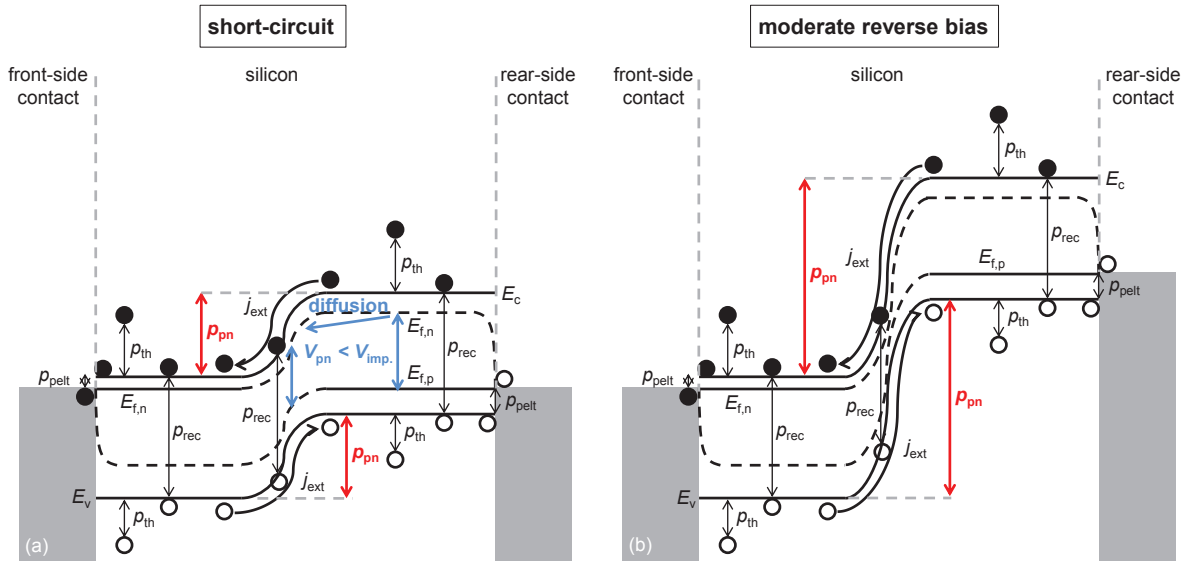 short-circuit
front-side
contact
silicon
rear-side
contact
p_th
E_c
j_ext
diffusion
p_pn
E_f,n
p_th
V_pn < V_imp.
p_rec
p_pelt
E_f,n
E_f,p
p_pelt
p_rec
p_rec
p_th
p_pn
j_ext
E_v
p_th
(a)
moderate reverse bias
front-side
contact
silicon
rear-side
contact
p_th
E_c
p_rec
j_ext
p_pn
E_f,p
p_pelt
p_th
p_th
p_pelt
E_f,n
p_rec
p_pn
p_rec
j_ext
E_v
p_th
(b)